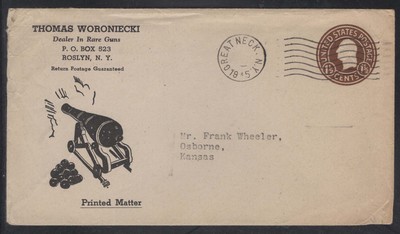 THOMAS WORONIECKI
Dealer In Rare Guns
P. O. BOX 823
ROSLYN, N. Y.
Return Postage Guaranteed
GREAT NECK, N.Y.
UNITED STATES POSTAGE
CENTS
Mr. Frank Wheeler,
Osborne,
Kansas
Printed Matter